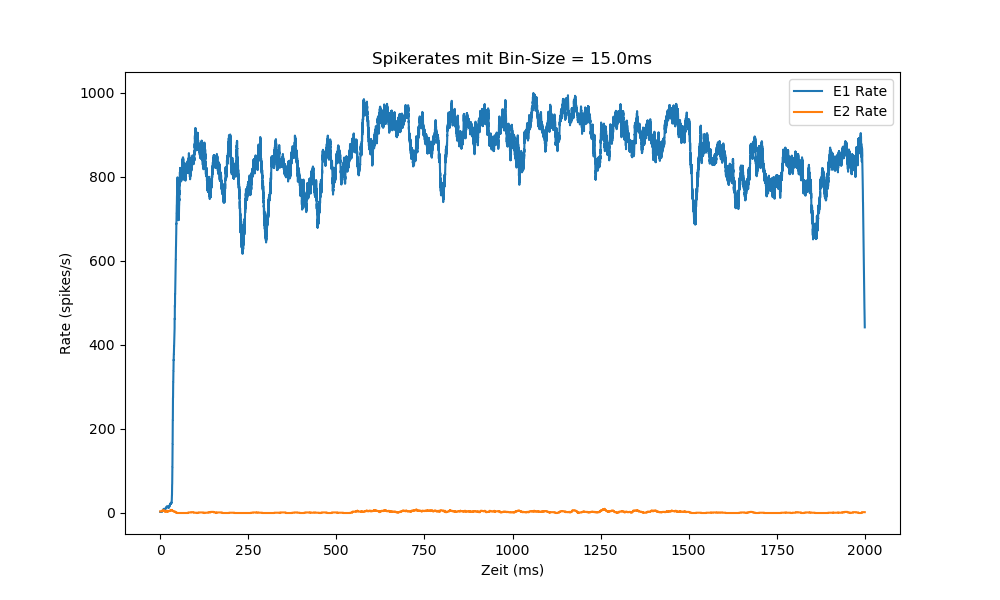 Spikerates mit Bin-Size = 15.0ms
E1 Rate
E2 Rate
Rate (spikes/s)
1000
800
600
400
200
0
0 250 500 750 1000 1250 1500 1750 2000
Zeit (ms)